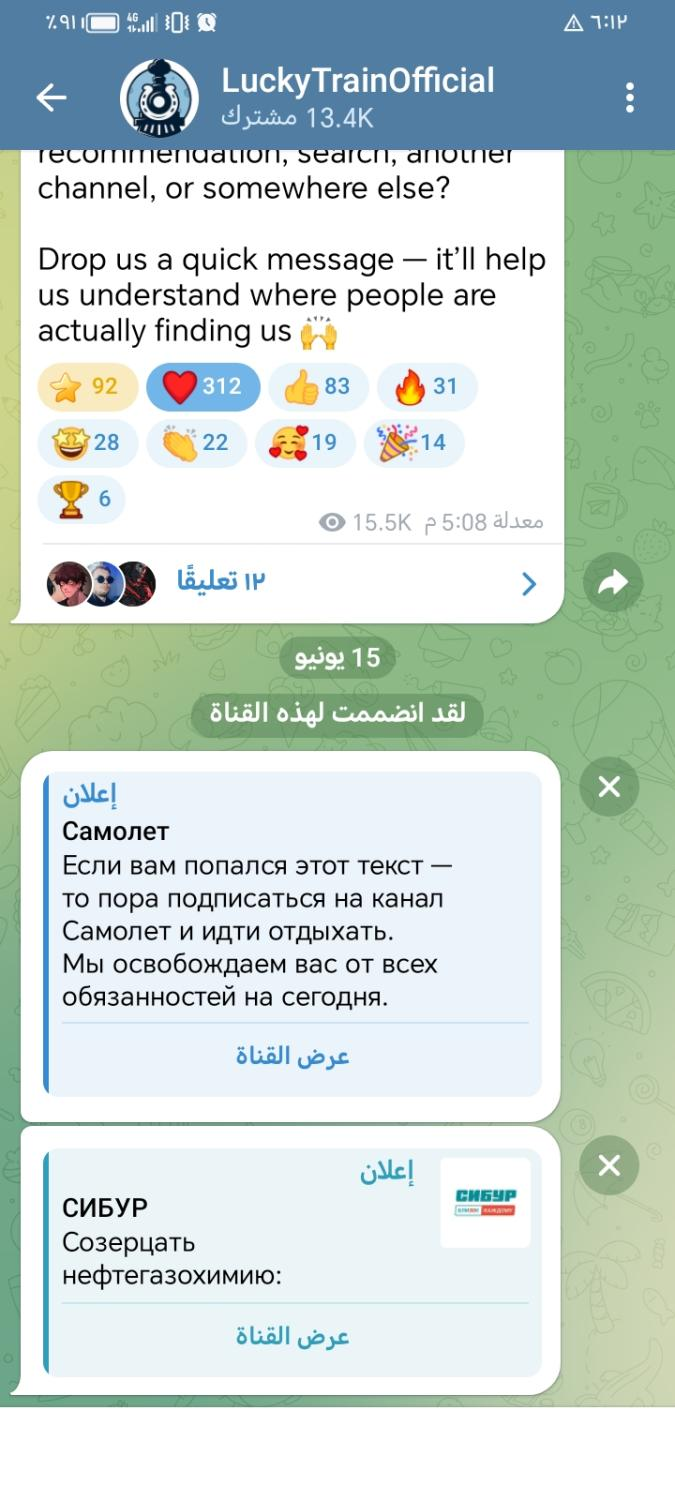 ٪٩١ 4G ٦:١٢
LuckyTrainOfficial
13.4K مشترك
recommendation, search, another
channel, or somewhere else?
Drop us a quick message — it’ll help
us understand where people are
actually finding us 🙌
⭐ 92 ❤️ 312 👍 83 🔥 31
🤩 28 👏 22 🥰 19 🎉 14
🏆 6
15.5K معدلة 5:08 م
١٢ تعليقًا
15 يونيو
لقد انضممت لهذه القناة
إعلان
Самолет
Если вам попался этот текст —
то пора подписаться на канал
Самолет и идти отдыхать.
Мы освобождаем вас от всех
обязанностей на сегодня.
عرض القناة
إعلان
СИБУР
СИБУР
Созерцать
нефтегазохимию:
عرض القناة